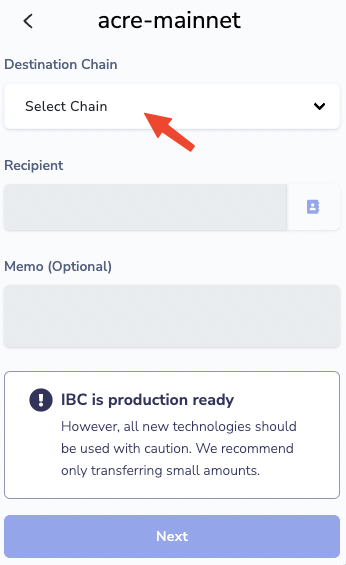 acre-mainnet
Destination Chain
Select Chain
Recipient
Memo (Optional)
IBC is production ready
However, all new technologies should
be used with caution. We recommend
only transferring small amounts.
Next